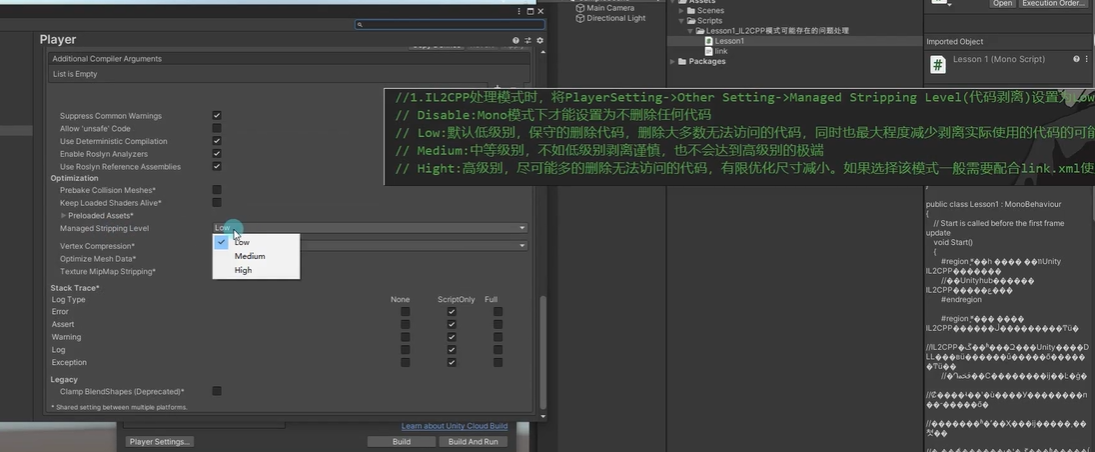 Player
Additional Compiler Arguments
List is Empty
Suppress Common Warnings
Allow 'unsafe' Code
Use Deterministic Compilation
Enable Roslyn Analyzers
Use Roslyn Reference Assemblies
Optimization
Prebake Collision Meshes*
Keep Loaded Shaders Alive*
Preloaded Assets*
Managed Stripping Level
Low
Low
Medium
High
Vertex Compression*
Optimize Mesh Data*
Texture MipMap Stripping*
Stack Trace*
Log Type None ScriptOnly Full
Error
Assert
Warning
Log
Exception
Legacy
Clamp BlendShapes (Deprecated)*
* Shared setting between multiple platforms.
Learn about Unity Cloud Build
Player Settings... Build Build And Run
Main Camera
Directional Light
Assets
Scenes
Scripts
Lesson1_IL2CPP模式可能存在的问题处理
Lesson1
link
Packages
Open Execution Order...
Imported Object
Lesson 1 (Mono Script)
//1.IL2CPP处理模式时，将PlayerSetting->Other Setting->Managed Stripping Level(代码剥离)设置为Low
// Disable:Mono模式下才能设置为不删除任何代码
// Low:默认低级别，保守的删除代码，删除大多数无法访问的代码，同时也最大程度减少剥离实际使用的代码的可能
// Medium:中等级别，不如低级别剥离谨慎，也不会达到高级别的极端
// Hight:高级别，尽可能多的删除无法访问的代码，有限优化尺寸减小。如果选择该模式一般需要配合link.xml使
public class Lesson1 : MonoBehaviour
{
// Start is called before the first frame
update
void Start()
{
#region
Unity
IL2CPP
Unityhub
#endregion
#region
IL2CPP
//IL2CPP
Unity